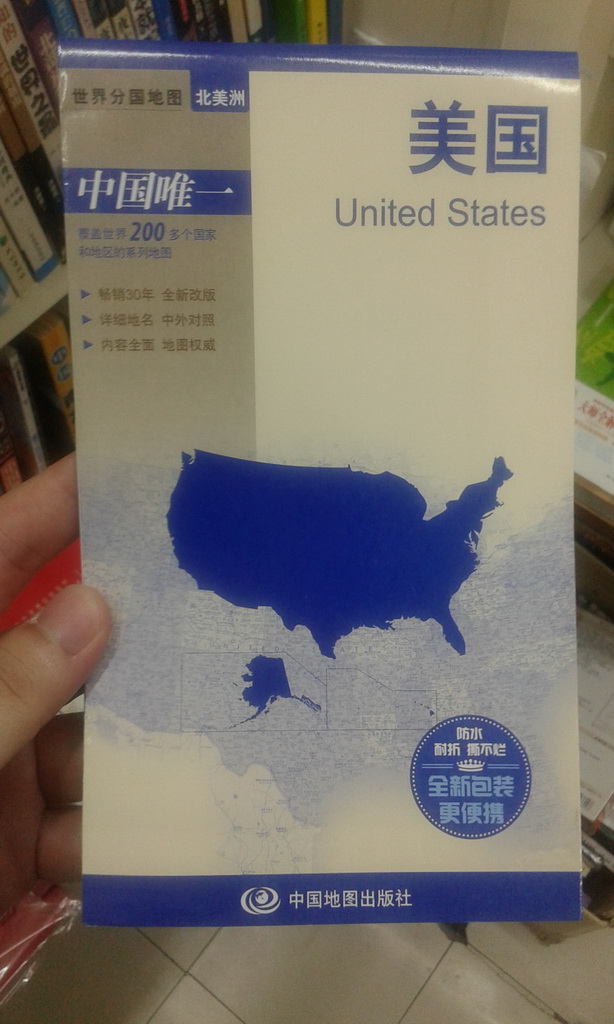 世界分国地图 北美洲
美国
United States
中国唯一
覆盖世界200多个国家
和地区的系列地图
▶ 畅销30年 全新改版
▶ 详细地名 中外对照
▶ 内容全面 地图权威
防水
耐折 撕不烂
全新包装
更便携
中国地图出版社